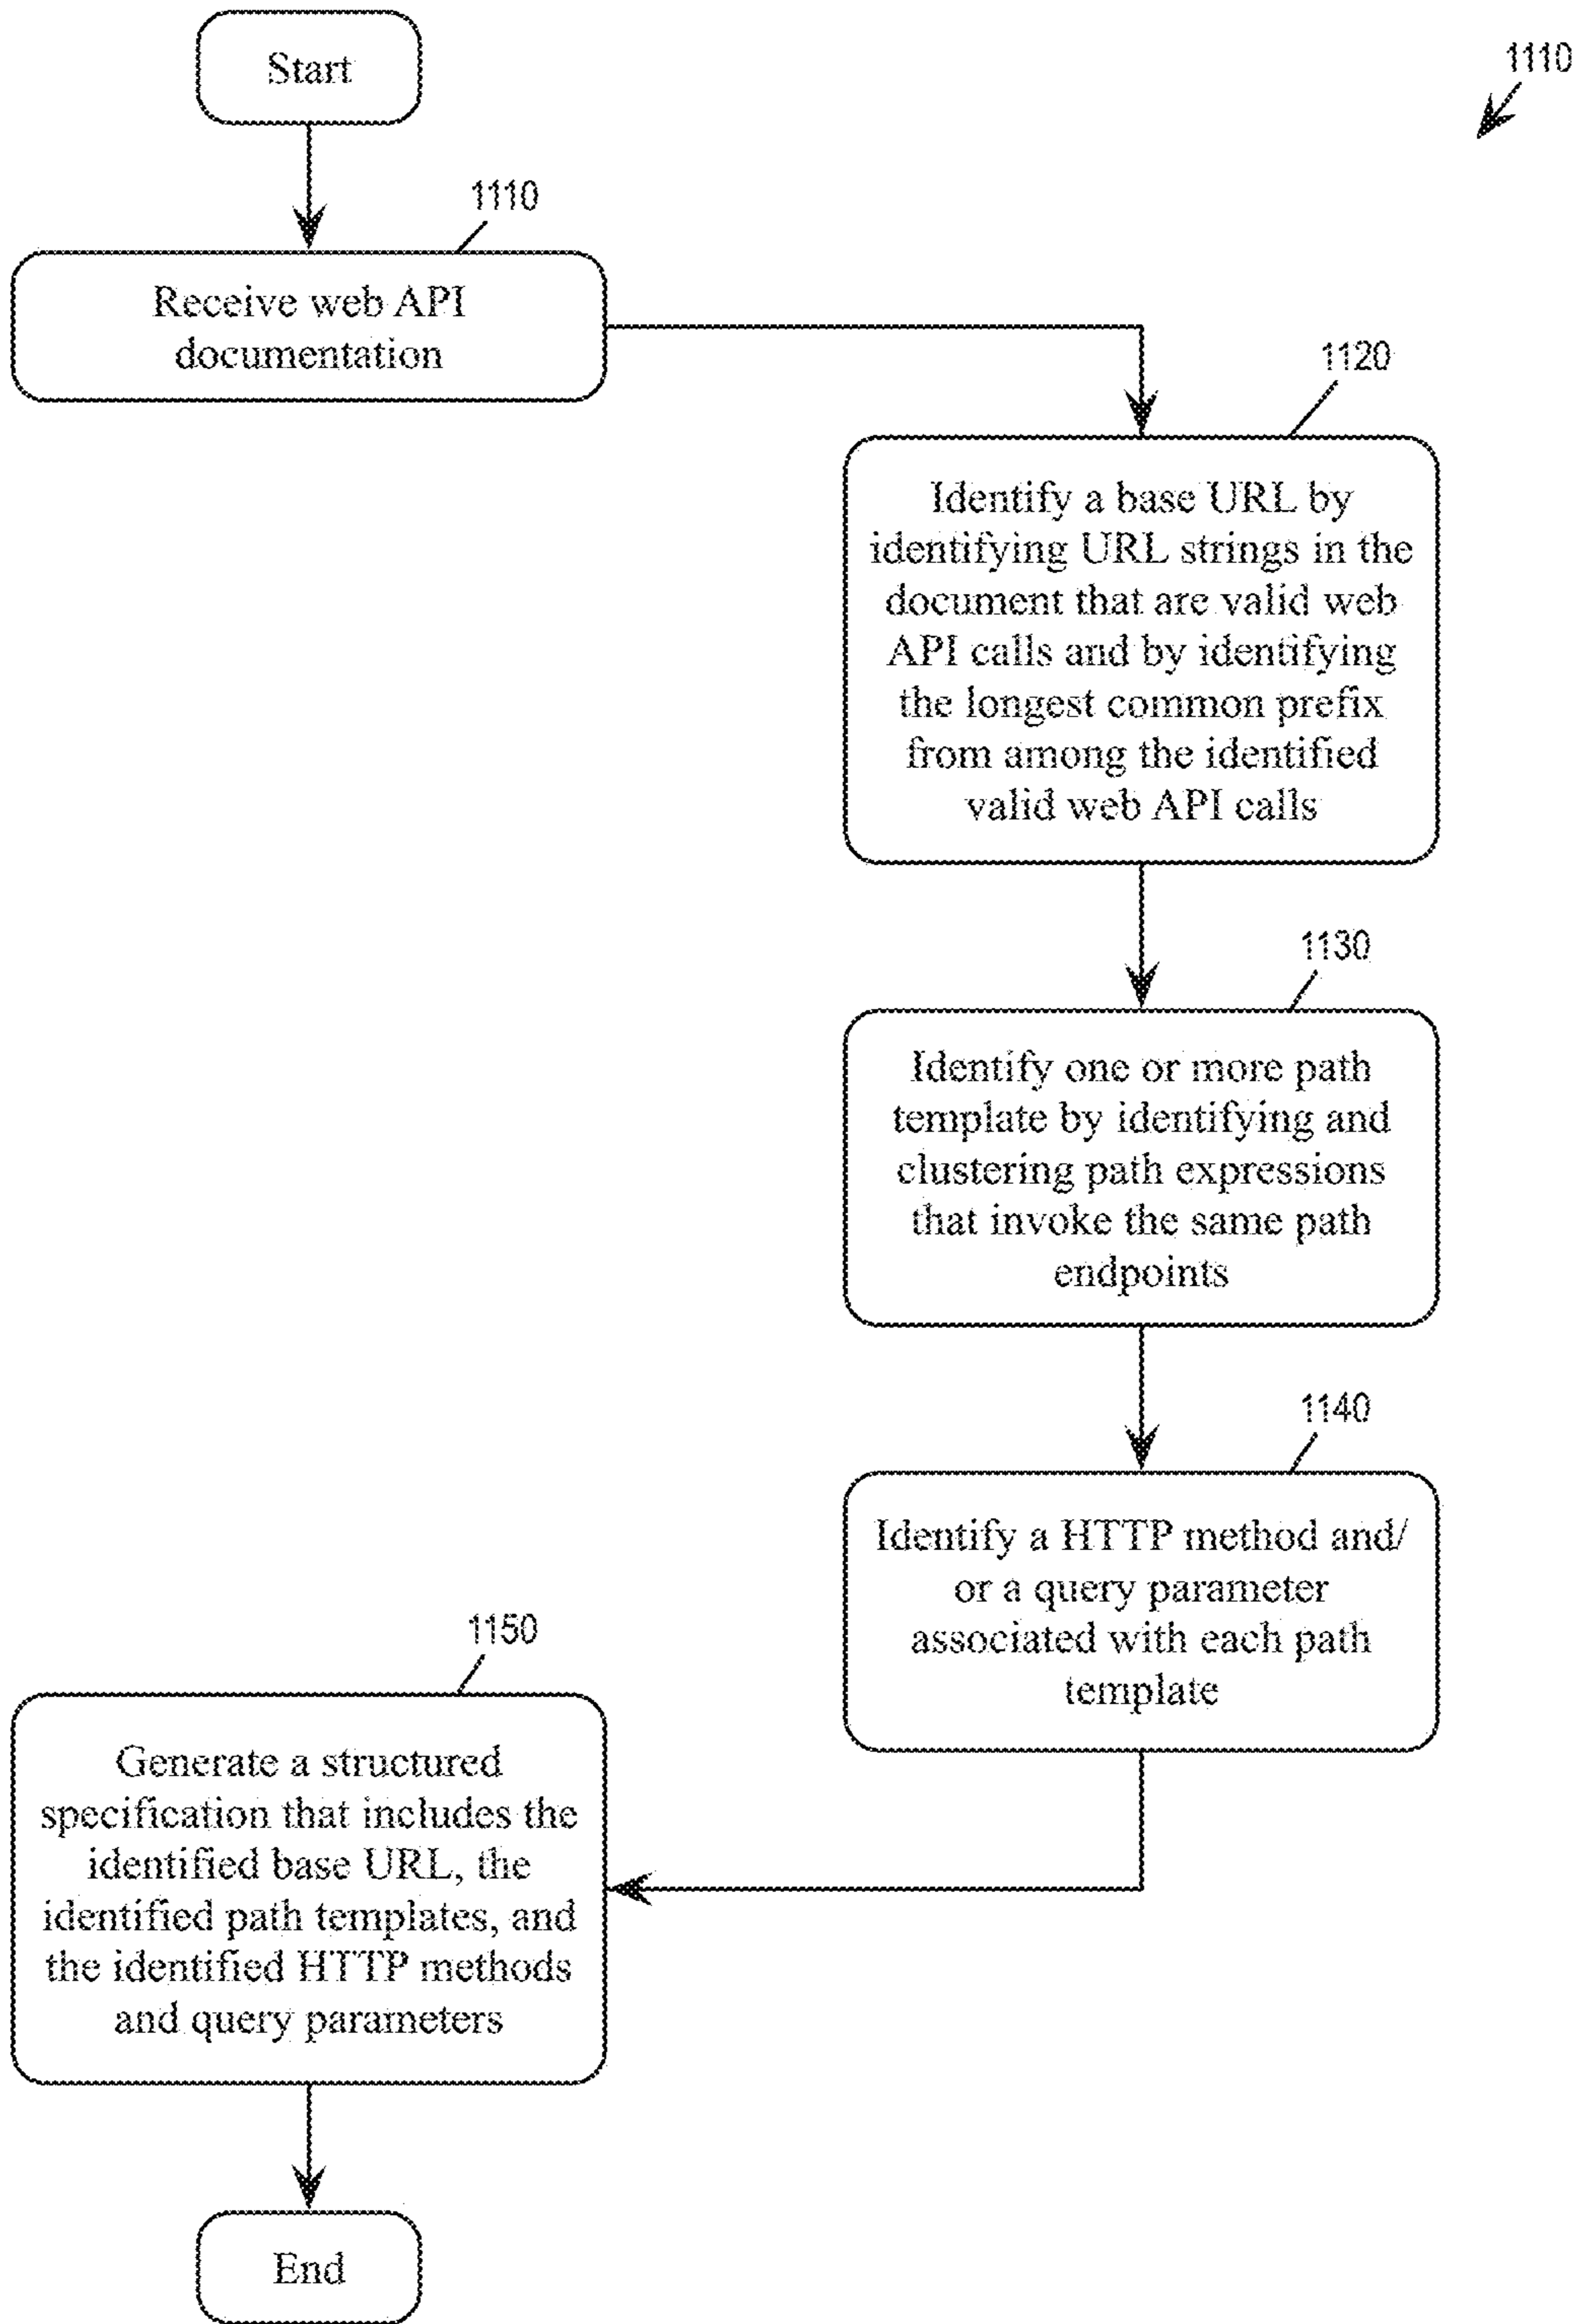 Start
1110
1110
Receive web API
documentation
1120
Identify a base URL by
identifying URL strings in the
document that are valid web
API calls and by identifying
the longest common prefix
from among the identified
valid web API calls
1130
Identify one or more path
template by identifying and
clustering path expressions
that invoke the same path
endpoints
1140
Identify a HTTP method and/
or a query parameter
associated with each path
template
1150
Generate a structured
specification that includes the
identified base URL, the
identified path templates, and
the identified HTTP methods
and query parameters
End